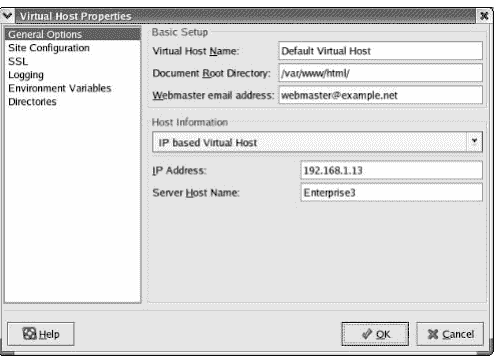 Virtual Host Properties
General Options
Site Configuration
SSL
Logging
Environment Variables
Directories
Basic Setup
Virtual Host Name: Default Virtual Host
Document Root Directory: /var/www/html/
Webmaster email address: webmaster@example.net
Host Information
IP based Virtual Host
IP Address: 192.168.1.13
Server Host Name: Enterprise3
Help
OK
Cancel